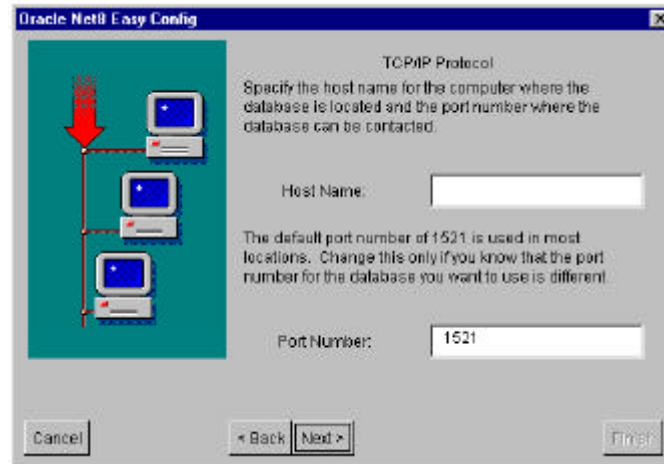 Oracle Net8 Easy Config
TCP/IP Protocol
Specify the host name for the computer where the
database is located and the port number where the
database can be contacted.
Host Name:
The default port number of 1521 is used in most
locations. Change this only if you know that the port
number for the database you want to use is different.
Port Number:
1521
Cancel
< Back
Next >
Finish